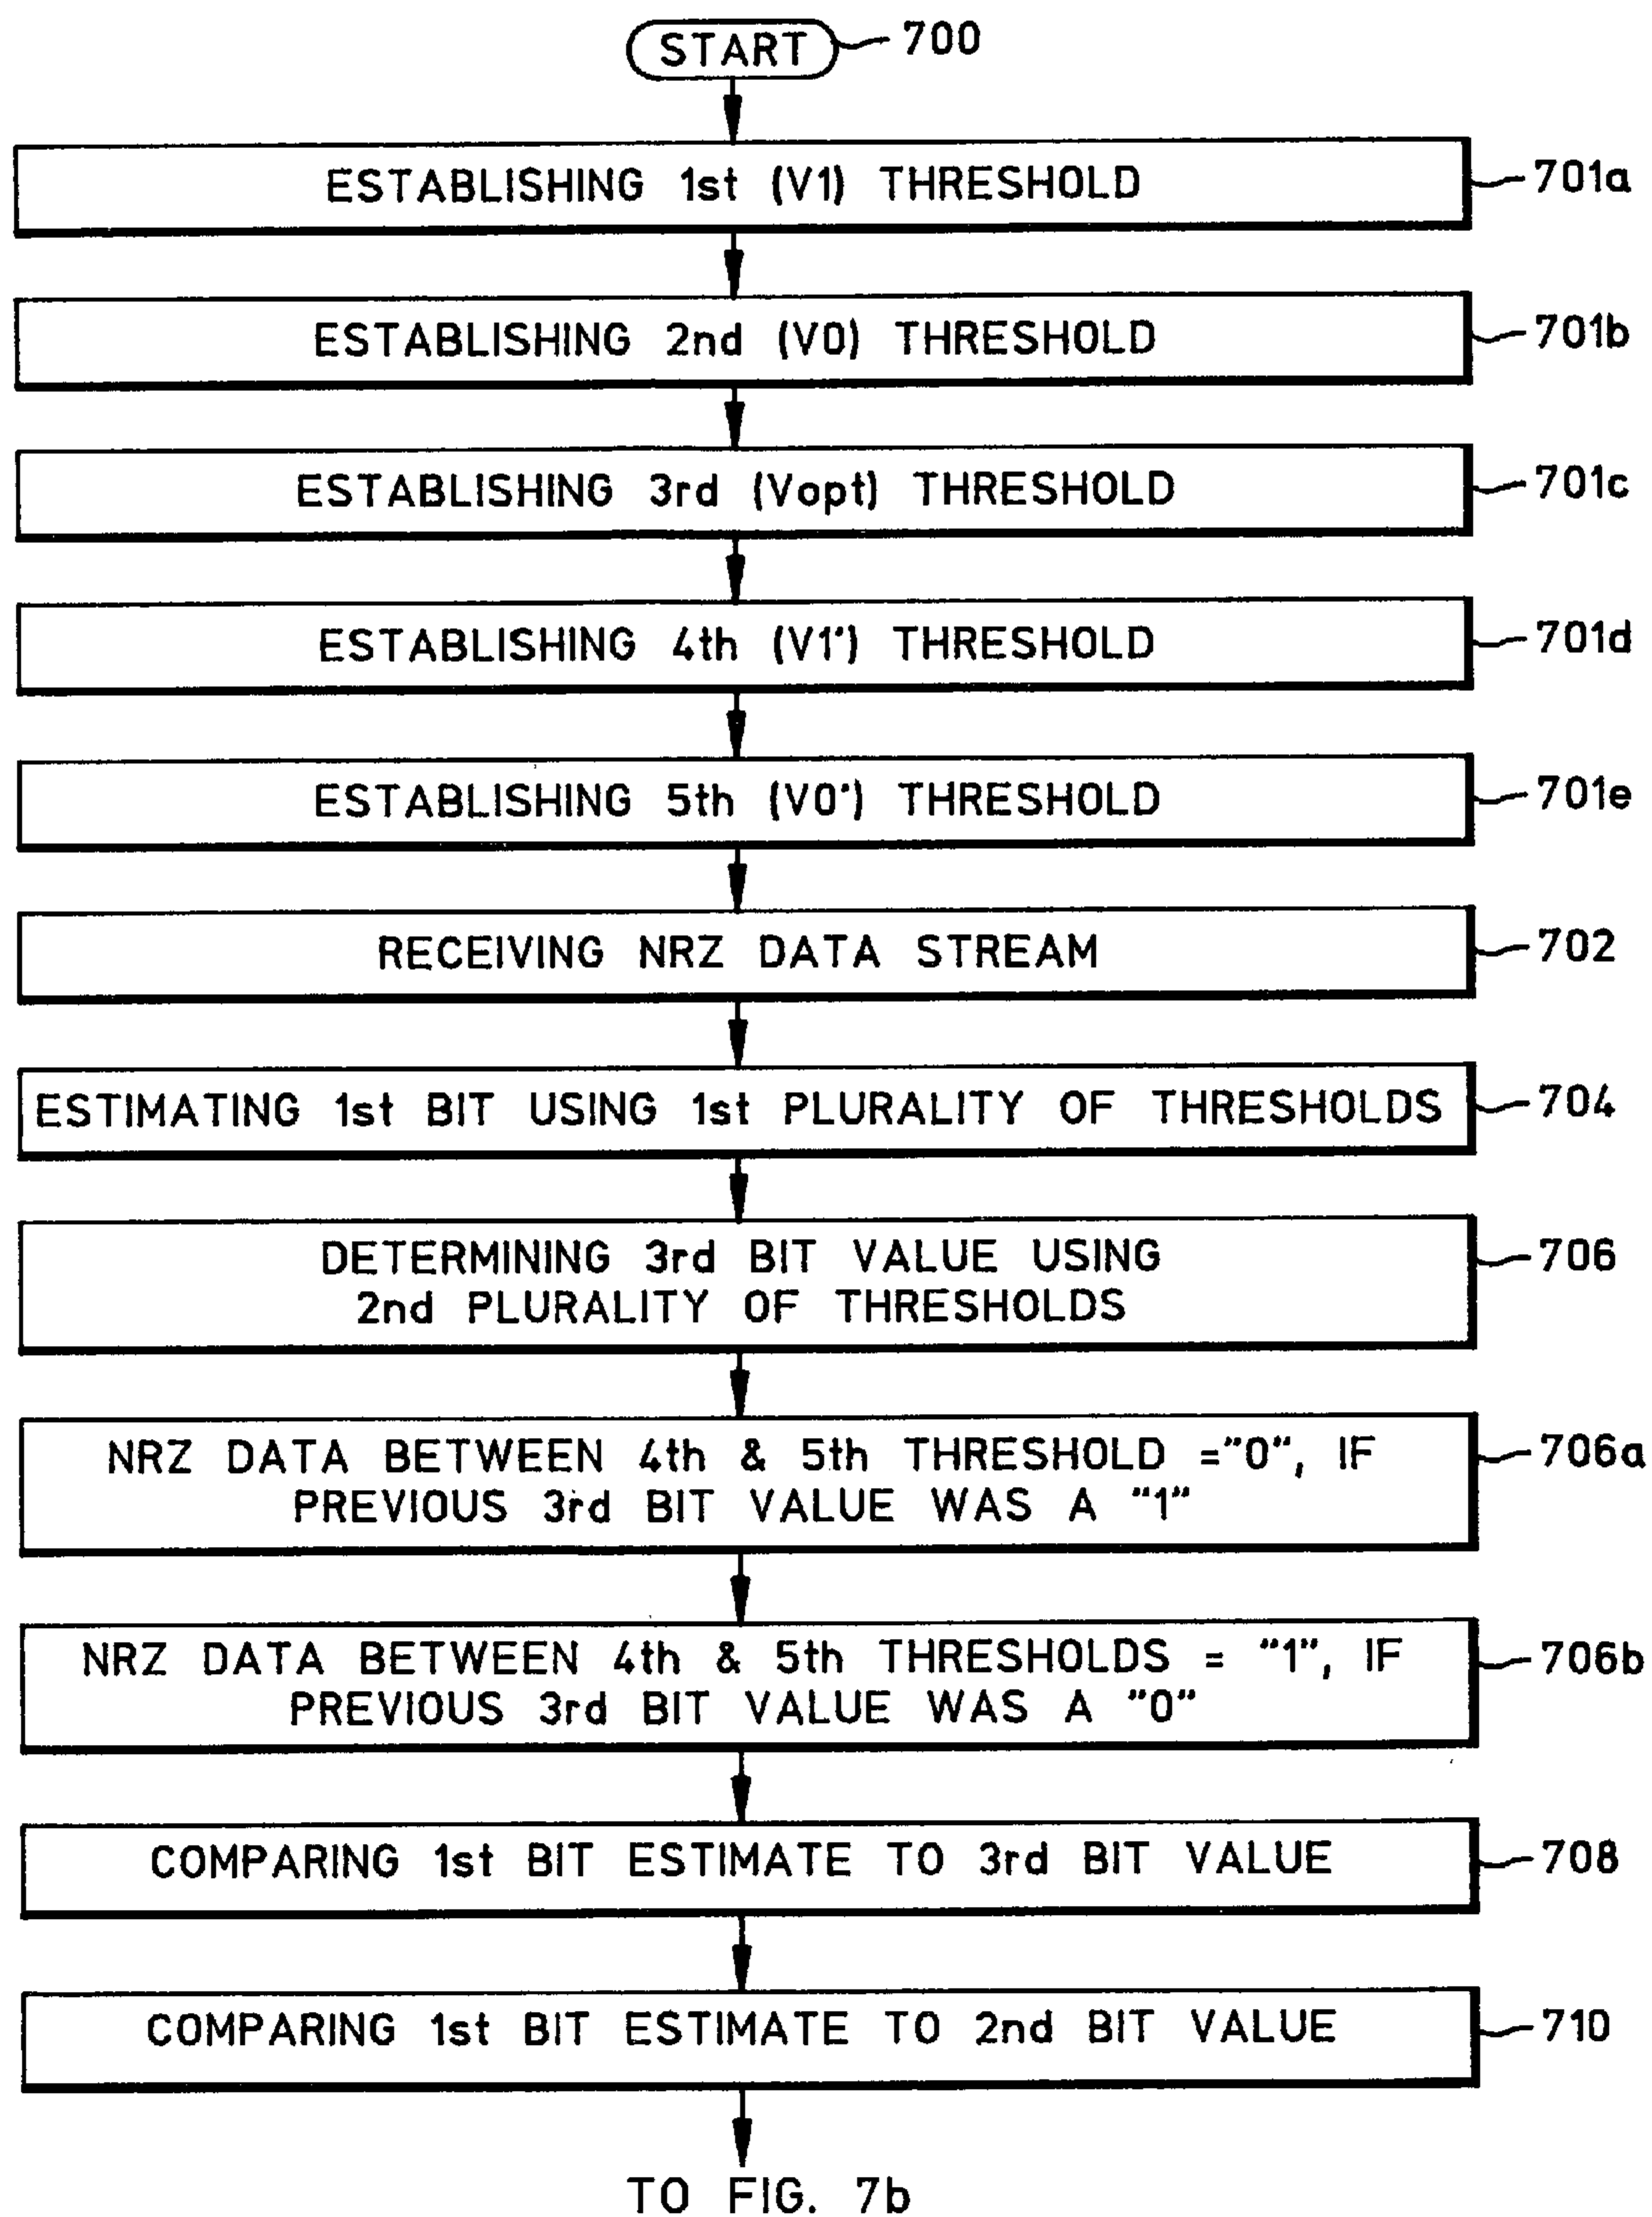 START 700
ESTABLISHING 1st (V1) THRESHOLD 701a
ESTABLISHING 2nd (V0) THRESHOLD 701b
ESTABLISHING 3rd (Vopt) THRESHOLD 701c
ESTABLISHING 4th (V1') THRESHOLD 701d
ESTABLISHING 5th (V0') THRESHOLD 701e
RECEIVING NRZ DATA STREAM 702
ESTIMATING 1st BIT USING 1st PLURALITY OF THRESHOLDS 704
DETERMINING 3rd BIT VALUE USING 706
2nd PLURALITY OF THRESHOLDS
NRZ DATA BETWEEN 4th & 5th THRESHOLD ="0", IF 706a
PREVIOUS 3rd BIT VALUE WAS A "1"
NRZ DATA BETWEEN 4th & 5th THRESHOLDS = "1", IF 706b
PREVIOUS 3rd BIT VALUE WAS A "0"
COMPARING 1st BIT ESTIMATE TO 3rd BIT VALUE 708
COMPARING 1st BIT ESTIMATE TO 2nd BIT VALUE 710
TO FIG. 7b